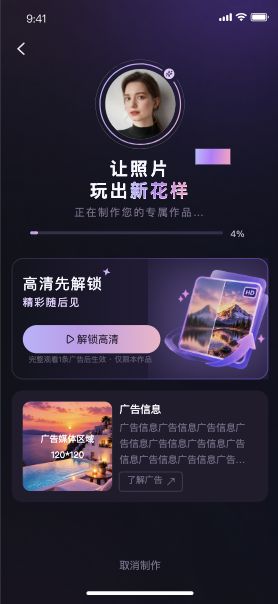 9:41
让照片
玩出新花样
正在制作您的专属作品...
4%
高清先解锁
精彩随后见
HD
解锁高清
完整观看1条广告后生效 · 仅限本作品
广告媒体区域
120*120
广告信息
广告信息广告信息广告信息广
告信息广告信息广告信息广告
信息广告信息广告信息广告...
了解广告
取消制作